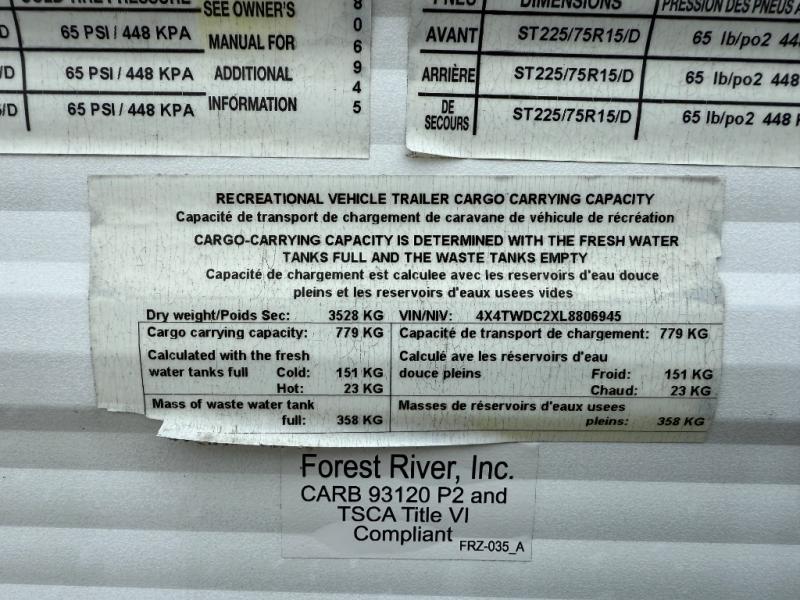 COLD TIRE PRESSURE
SEE OWNER'S
MANUAL FOR
ADDITIONAL
INFORMATION
8
0
6
9
4
5
/D 65 PSI / 448 KPA
/D 65 PSI / 448 KPA
/D 65 PSI / 448 KPA
PNEU DIMENSIONS PRESSION DES PNEUS A
AVANT ST225/75R15/D 65 lb/po2 44
ARRIÈRE ST225/75R15/D 65 lb/po2 448
DE
SECOURS ST225/75R15/D 65 lb/po2 448
RECREATIONAL VEHICLE TRAILER CARGO CARRYING CAPACITY
Capacité de transport de chargement de caravane de véhicule de récréation
CARGO-CARRYING CAPACITY IS DETERMINED WITH THE FRESH WATER
TANKS FULL AND THE WASTE TANKS EMPTY
Capacité de chargement est calculee avec les reservoirs d'eau douce
pleins et les reservoirs d'eaux usees vides
Dry weight/Poids Sec: 3528 KG VIN/NIV: 4X4TWDC2XL8806945
Cargo carrying capacity: 779 KG
Calculated with the fresh
water tanks full Cold: 151 KG
Hot: 23 KG
Mass of waste water tank
full: 358 KG
Capacité de transport de chargement: 779 KG
Calculé ave les réservoirs d'eau
douce pleins Froid: 151 KG
Chaud: 23 KG
Masses de réservoirs d'eaux usees
pleins: 358 KG
Forest River, Inc.
CARB 93120 P2 and
TSCA Title VI
Compliant
FRZ-035_A